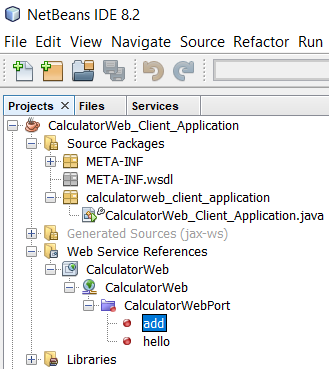 NetBeans IDE 8.2
File Edit View Navigate Source Refactor Run
Projects × Files Services
CalculatorWeb_Client_Application
Source Packages
META-INF
META-INF.wsdl
calculatorweb_client_application
CalculatorWeb_Client_Application.java
Generated Sources (jax-ws)
Web Service References
CalculatorWeb
CalculatorWeb
CalculatorWebPort
add
hello
Libraries